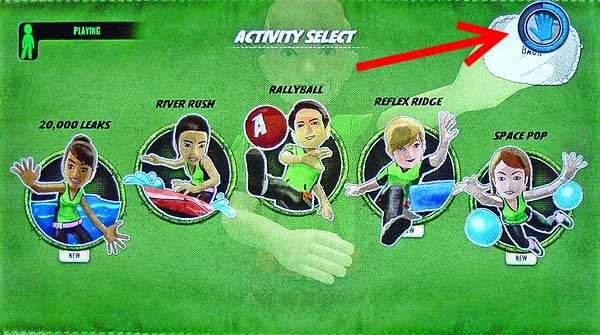 PLAYING
ACTIVITY SELECT
BACK
20,000 LEAKS
RIVER RUSH
RALLYBALL
REFLEX RIDGE
SPACE POP
A
NEW
NEW
NEW